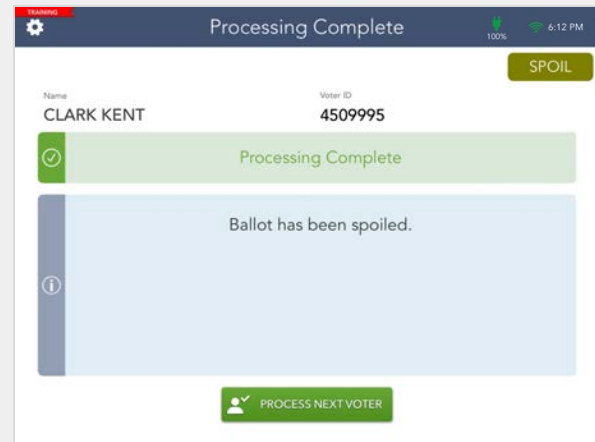 TRAINING
Processing Complete
100%
6:12 PM
SPOIL
Name
Voter ID
CLARK KENT
4509995
Processing Complete
Ballot has been spoiled.
PROCESS NEXT VOTER